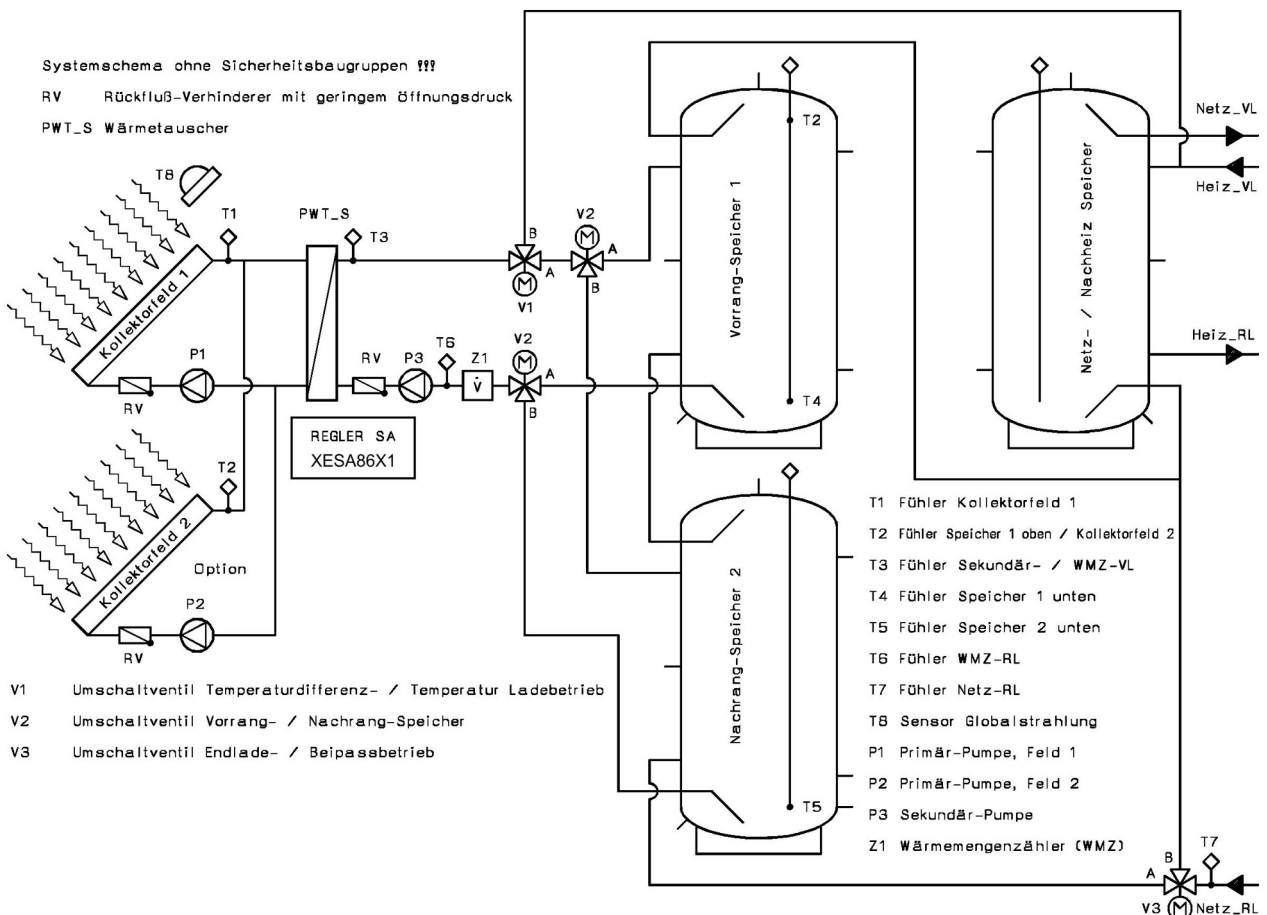 Systemschema ohne Sicherheitsbaugruppen !!!
RV Rückfluß-Verhinderer mit geringem Öffnungsdruck
PWT_S Wärmetauscher
T8
T1
PWT_S
T3
V2
M
A
B
B
A
M
V1
Kollektorfeld 1
P1
RV
RV
P3
T6
Z1
V̇
V2
M
A
B
REGLER SA
XESA86X1
T2
Kollektorfeld 2
Option
P2
RV
T2
Vorrang-Speicher 1
T4
Netz- / Nachheiz Speicher
Netz_VL
Heiz_VL
Heiz_RL
Nachrang-Speicher 2
T5
V1 Umschaltventil Temperaturdifferenz- / Temperatur Ladebetrieb
V2 Umschaltventil Vorrang- / Nachrang-Speicher
V3 Umschaltventil Endlade- / Beipassbetrieb
T1 Fühler Kollektorfeld 1
T2 Fühler Speicher 1 oben / Kollektorfeld 2
T3 Fühler Sekundär- / WMZ-VL
T4 Fühler Speicher 1 unten
T5 Fühler Speicher 2 unten
T6 Fühler WMZ-RL
T7 Fühler Netz-RL
T8 Sensor Globalstrahlung
P1 Primär-Pumpe, Feld 1
P2 Primär-Pumpe, Feld 2
P3 Sekundär-Pumpe
Z1 Wärmemengenzähler (WMZ)
B
T7
A
V3 M Netz_RL